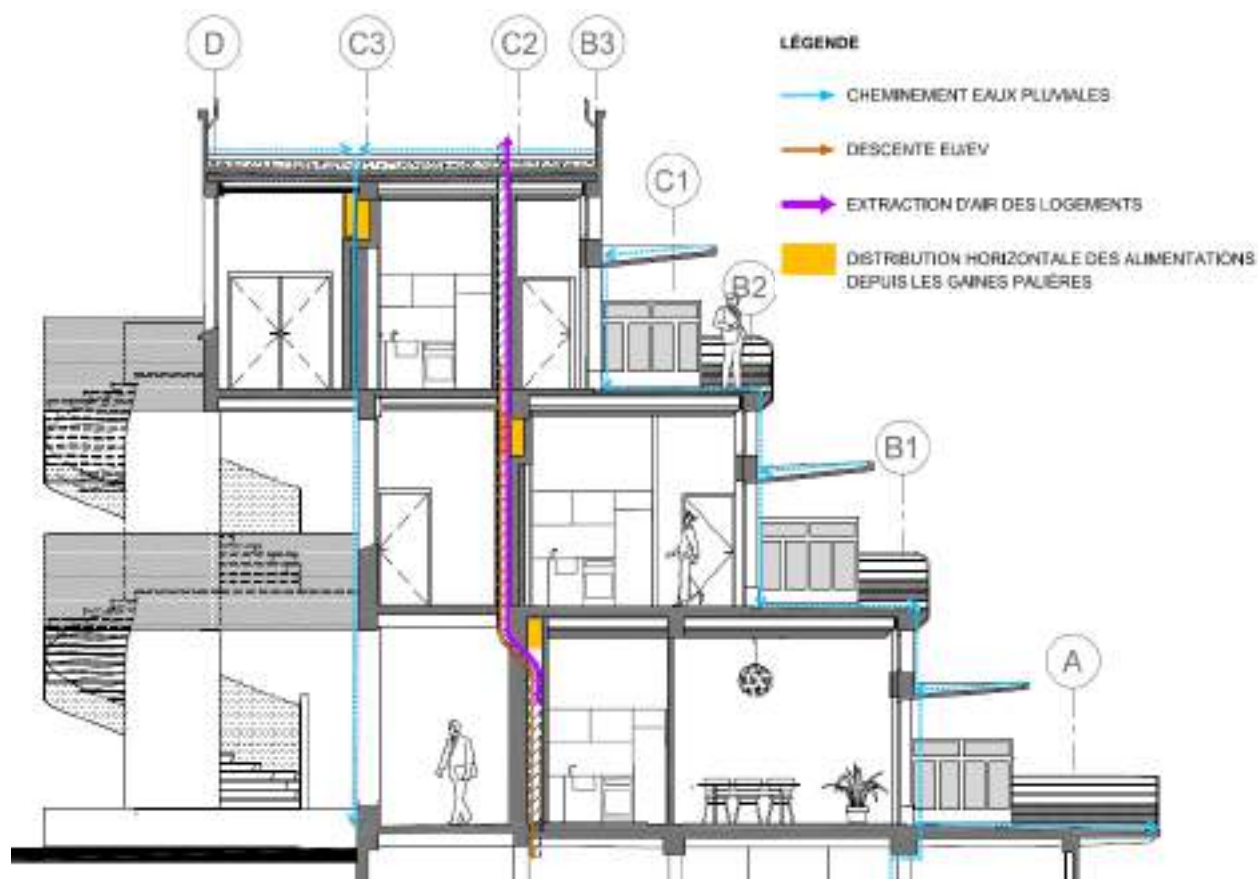 D
C3
C2
B3
LÉGENDE
CHEMINEMENT EAUX PLUVIALES
DESCENTE EU/EV
C1
EXTRACTION D'AIR DES LOGEMENTS
DISTRIBUTION HORIZONTALE DES ALIMENTATIONS
DEPUIS LES GAINES PALIÈRES
B2
B1
A